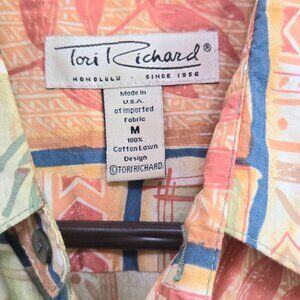 Tori Richard®
HONOLULU · SINCE 1956
Made in
U.S.A.
of imported
Fabric
M
100%
Cotton Lawn
Design
©TORI RICHARD.